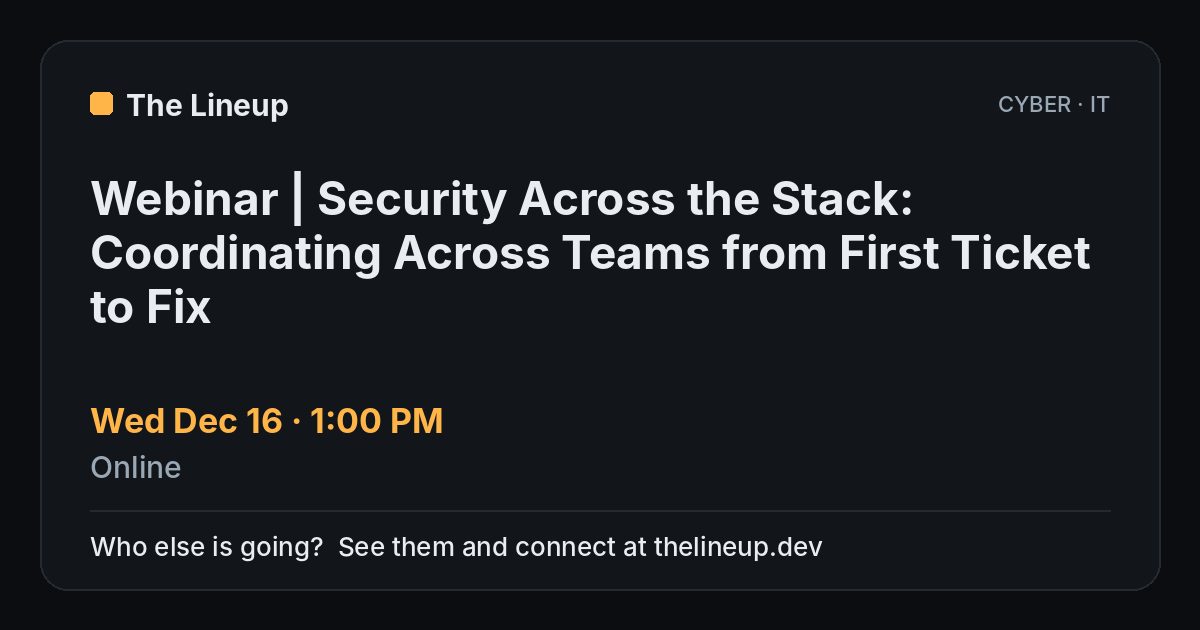 The Lineup
CYBER · IT
Webinar | Security Across the Stack:
Coordinating Across Teams from First Ticket
to Fix
Wed Dec 16 · 1:00 PM
Online
Who else is going?  See them and connect at thelineup.dev